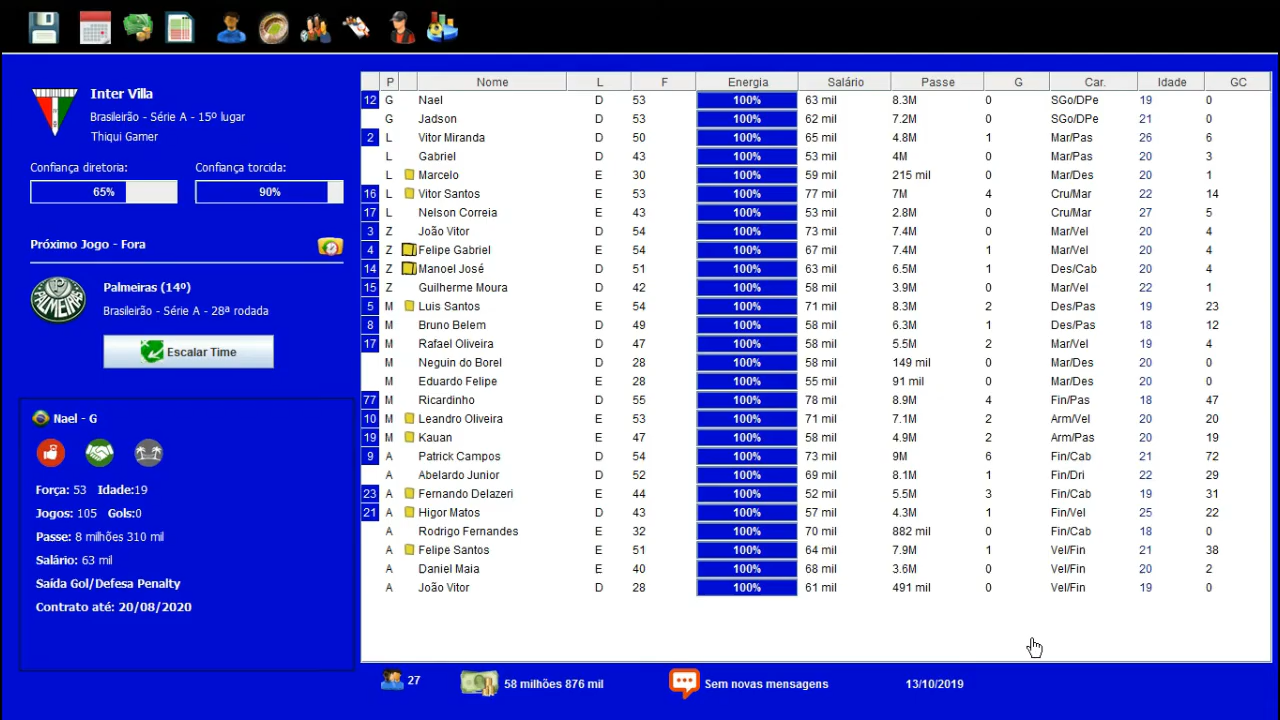 Inter Villa
Brasileirão - Série A - 15º lugar
Thiqui Gamer
Confiança diretoria: Confiança torcida:
65% 90%
Próximo Jogo - Fora
PALMEIRAS
Palmeiras (14º)
Brasileirão - Série A - 28ª rodada
Escalar Time
Nael - G
Força: 53 Idade:19
Jogos: 105 Gols:0
Passe: 8 milhões 310 mil
Salário: 63 mil
Saída Gol/Defesa Penalty
Contrato até: 20/08/2020
P Nome L F Energia Salário Passe G Car. Idade GC
12 G Nael D 53 100% 63 mil 8.3M 0 SGo/DPe 19 0
G Jadson D 53 100% 62 mil 7.2M 0 SGo/DPe 21 0
2 L Vitor Miranda D 50 100% 65 mil 4.8M 1 Mar/Pas 26 6
L Gabriel D 43 100% 53 mil 4M 0 Mar/Pas 20 3
L Marcelo E 30 100% 59 mil 215 mil 0 Mar/Des 20 1
16 L Vitor Santos E 53 100% 77 mil 7M 4 Cru/Mar 22 14
17 L Nelson Correia E 43 100% 53 mil 2.8M 0 Cru/Mar 27 5
3 Z João Vitor D 54 100% 73 mil 7.4M 0 Mar/Vel 20 4
4 Z Felipe Gabriel E 54 100% 67 mil 7.4M 1 Mar/Vel 20 4
14 Z Manoel José D 51 100% 63 mil 6.5M 1 Des/Cab 20 4
15 Z Guilherme Moura D 42 100% 58 mil 3.9M 0 Mar/Vel 22 1
5 M Luis Santos E 54 100% 71 mil 8.3M 2 Des/Pas 19 23
8 M Bruno Belem D 49 100% 58 mil 6.3M 1 Des/Pas 18 12
17 M Rafael Oliveira D 47 100% 58 mil 5.5M 2 Mar/Vel 19 4
M Neguin do Borel D 28 100% 58 mil 149 mil 0 Mar/Des 20 0
M Eduardo Felipe E 28 100% 55 mil 91 mil 0 Mar/Des 20 0
77 M Ricardinho D 55 100% 78 mil 8.9M 4 Fin/Pas 18 47
10 M Leandro Oliveira E 53 100% 71 mil 7.1M 2 Arm/Vel 20 20
19 M Kauan E 47 100% 58 mil 4.9M 2 Arm/Pas 20 19
9 A Patrick Campos D 54 100% 73 mil 9M 6 Fin/Cab 21 72
A Abelardo Junior D 52 100% 69 mil 8.1M 1 Fin/Dri 22 29
23 A Fernando Delazeri E 44 100% 52 mil 5.5M 3 Fin/Cab 19 31
21 A Higor Matos D 43 100% 57 mil 4.3M 1 Fin/Vel 25 22
A Rodrigo Fernandes E 32 100% 70 mil 882 mil 0 Fin/Cab 18 0
A Felipe Santos E 51 100% 64 mil 7.9M 1 Vel/Fin 21 38
A Daniel Maia E 40 100% 68 mil 3.6M 0 Vel/Fin 20 2
A João Vitor D 28 100% 61 mil 491 mil 0 Vel/Fin 19 0
27 58 milhões 876 mil Sem novas mensagens 13/10/2019